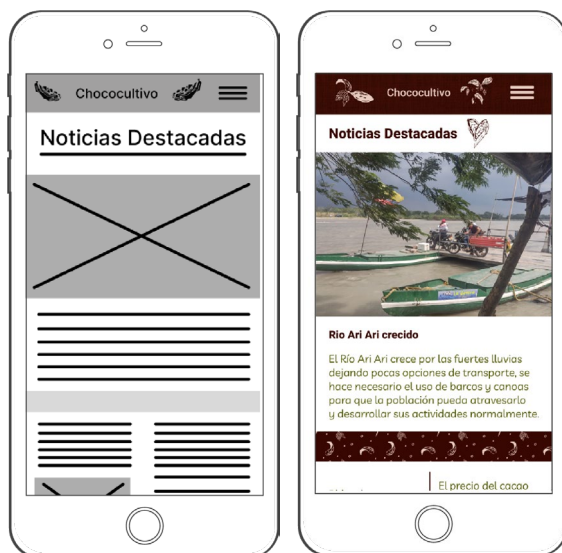 Chococultivo
Noticias Destacadas
Chococultivo
Noticias Destacadas
Rio Ari Ari crecido
El Río Ari Ari crece por las fuertes lluvias
dejando pocas opciones de transporte, se
hace necesario el uso de barcos y canoas
para que la población pueda atravesarlo
y desarrollar sus actividades normalmente.
El precio del cacao